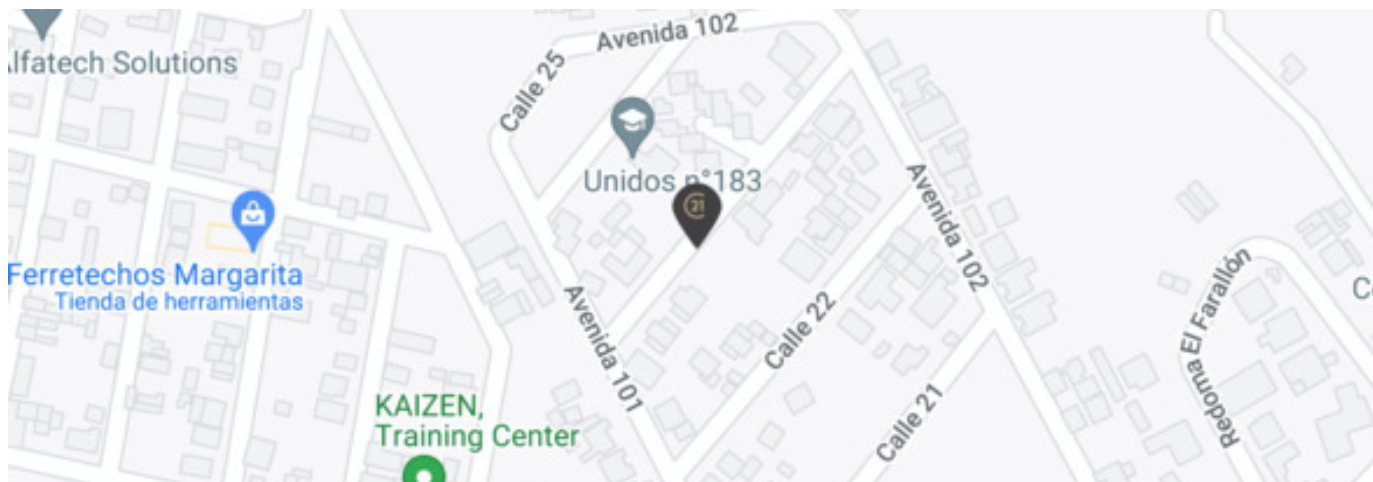 Avenida 102
lfatech Solutions
Calle 25
Unidos n°183
21
Avenida 102
Ferretechos Margarita
Tienda de herramientas
Redoma El Farallón
Avenida 101
Calle 22
KAIZEN,
Training Center
Calle 21